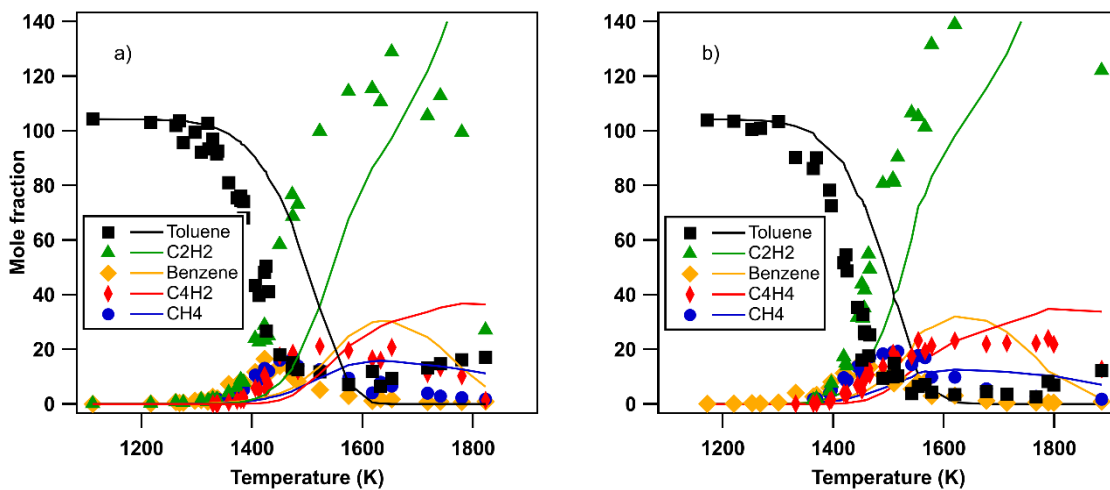 140
120
100
80
60
40
20
0
Mole fraction
a)
Toluene
C2H2
Benzene
C4H2
CH4
1200
1400
1600
1800
Temperature (K)
140
120
100
80
60
40
20
0
b)
Toluene
C2H2
Benzene
C4H4
CH4
1200
1400
1600
1800
Temperature (K)